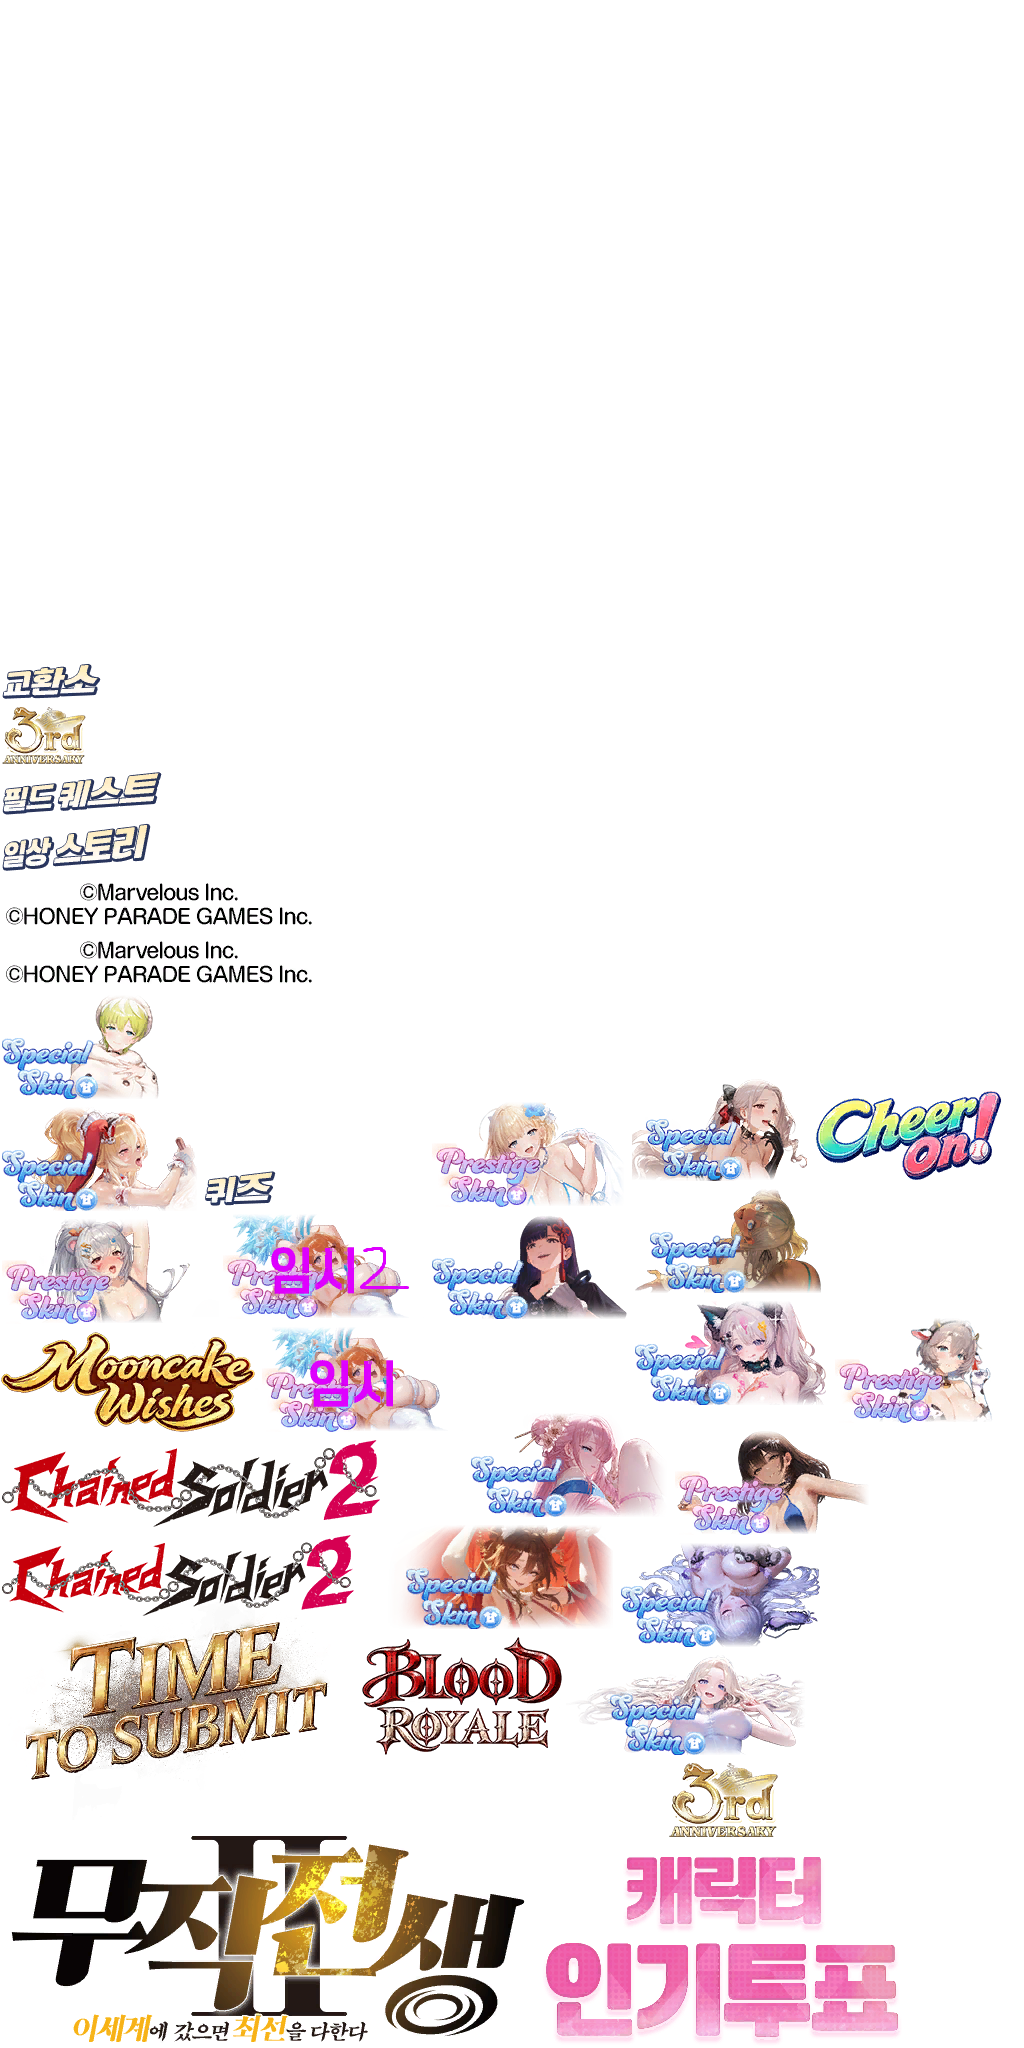 교환소
3rd
ANNIVERSARY
필드 퀘스트
일상 스토리
©Marvelous Inc.
©HONEY PARADE GAMES Inc.
©Marvelous Inc.
©HONEY PARADE GAMES Inc.
Special
Skin
Special
Skin
퀴즈
Prestige
Skin
Special
Skin
Cheer
On!
Prestige
Skin
Prestige
Skin
임시2
Special
Skin
Special
Skin
Mooncake
Wishes
Prestige
Skin
임시
Special
Skin
Prestige
Skin
Chained Soldier 2
Special
Skin
Prestige
Skin
Chained Soldier 2
Special
Skin
Special
Skin
TIME
TO SUBMIT
BLOOD
ROYALE
Special
Skin
3rd
ANNIVERSARY
무직전생
II
이세계에 갔으면 최선을 다한다
캐릭터
인기투표